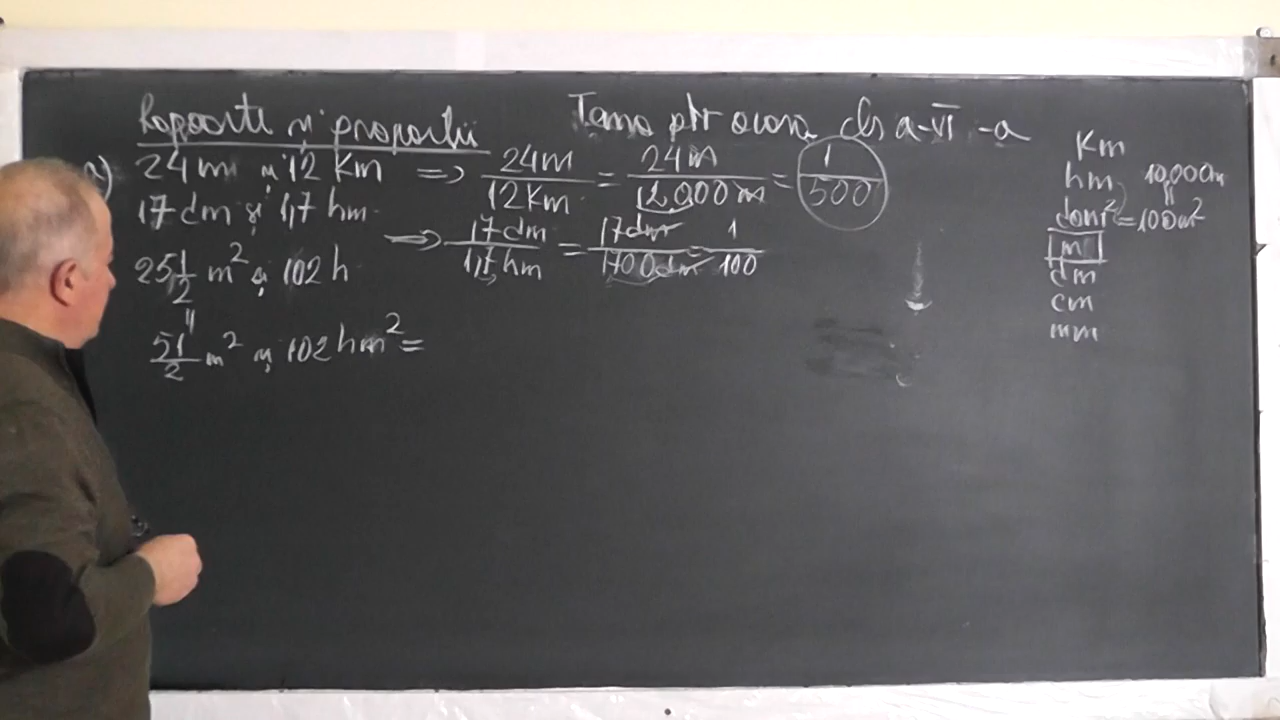 Rapoarte și proporții
Tema ptr acasa cls a-VI-a
a) 24 m și 12 Km => 24m/12Km = 24m/12.000m = 1/500
17 dm și 1,7 hm => 17dm/1,7hm = 17dm/1700dm = 1/100
25 1/2 m² și 102 h
51/2 m² și 102 hm² =
Km
hm 10.000m
dam² = 100m²
m
dm
cm
mm